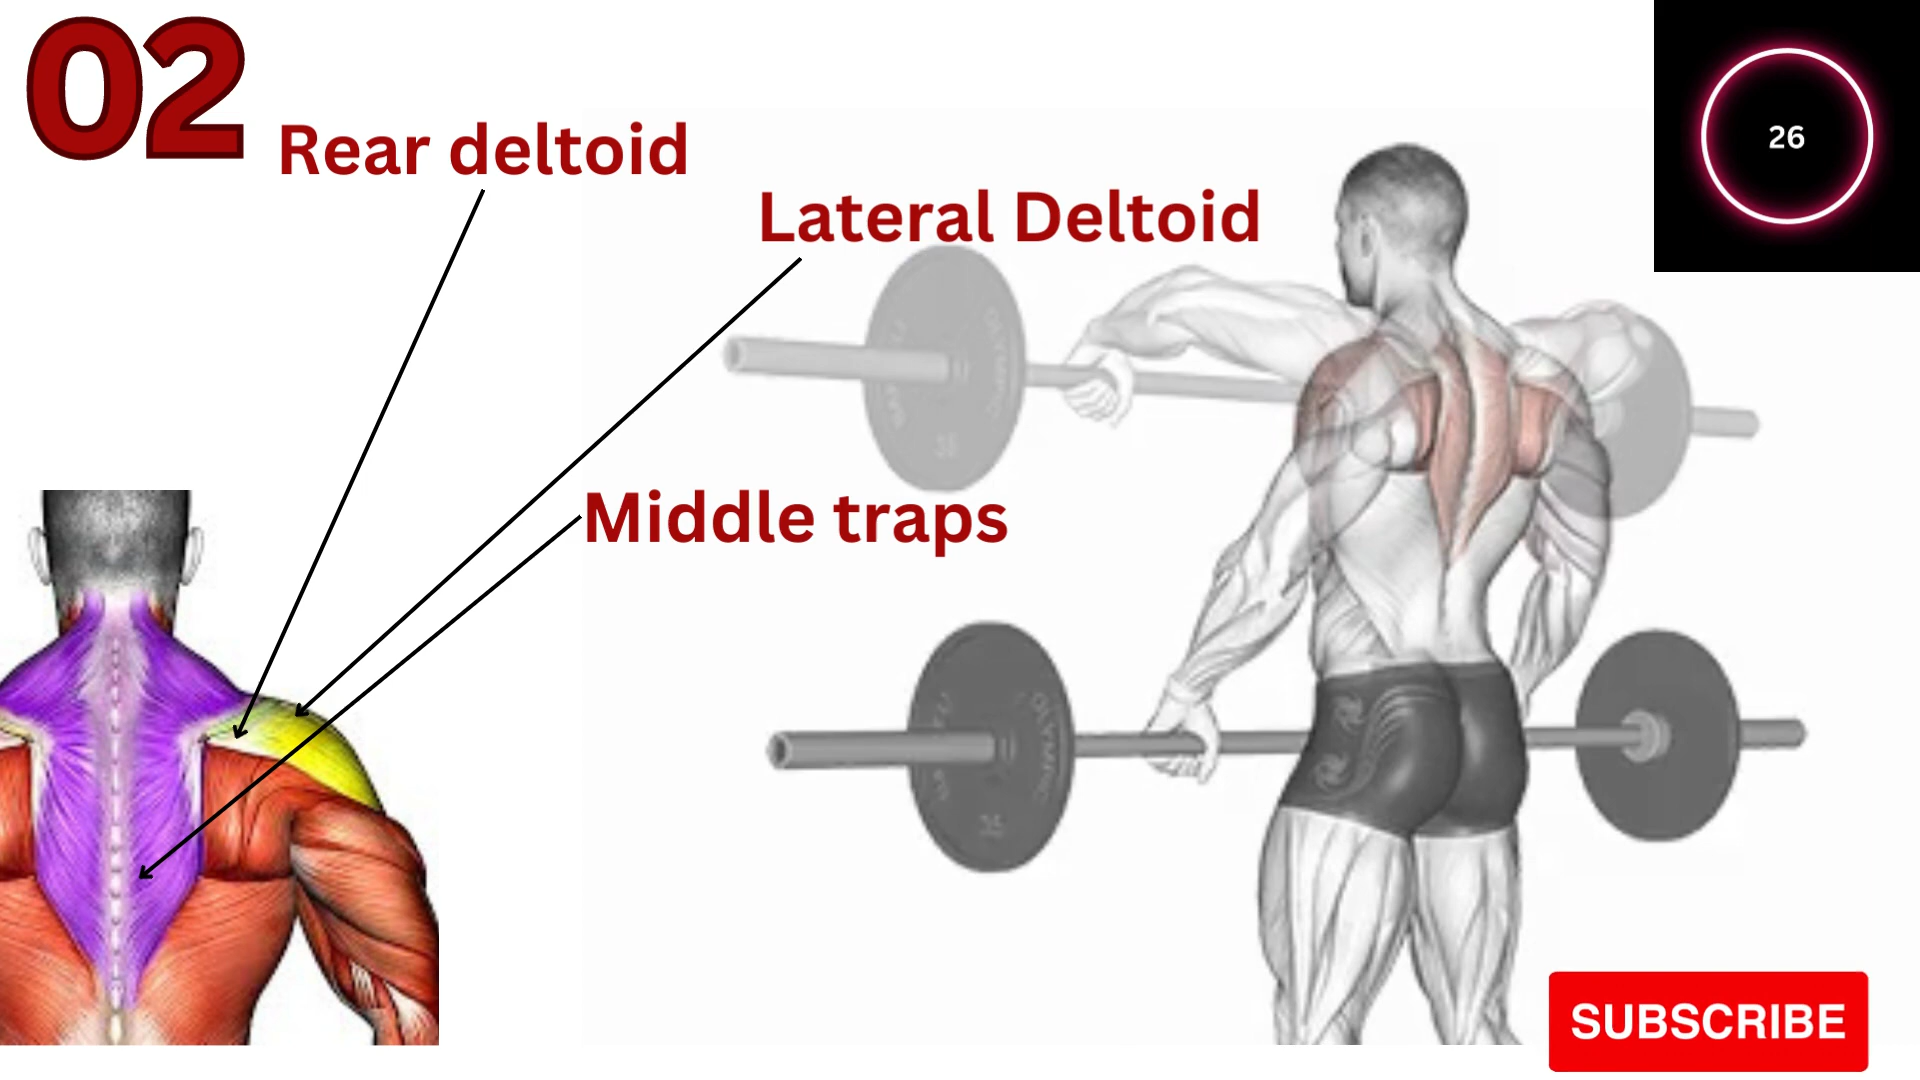 02
Rear deltoid
26
Lateral Deltoid
Middle traps
SUBSCRIBE